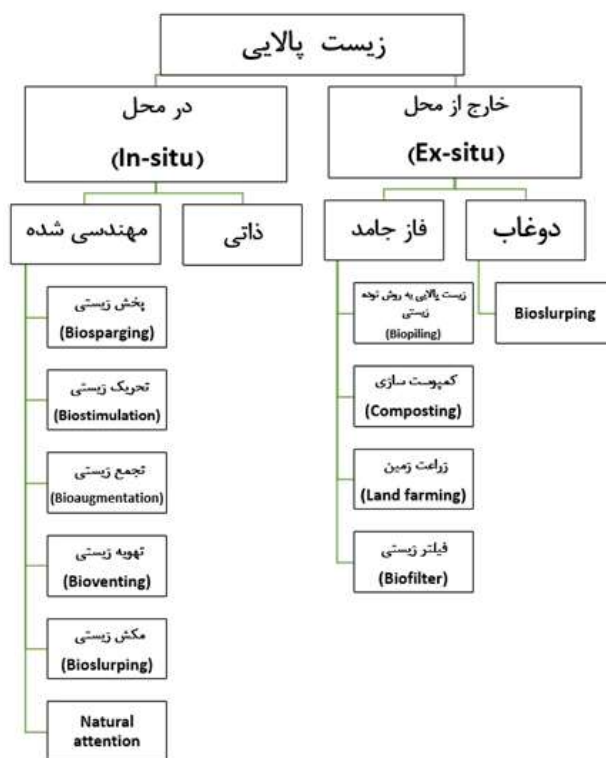 زیست پالایی
در محل
(In-situ)
خارج از محل
(Ex-situ)
مهندسی شده
ذاتی
فاز جامد
دوغاب
پخش زیستی
(Biosparging)
تحریک زیستی
(Biostimulation)
تجمع زیستی
(Bioaugmentation)
تهویه زیستی
(Bioventing)
مکش زیستی
(Bioslurping)
Natural
attention
زیست پالایی به روش توده
زیستی
(Biopiling)
کمپوست سازی
(Composting)
زراعت زمین
(Land farming)
فیلتر زیستی
(Biofilter)
Bioslurping